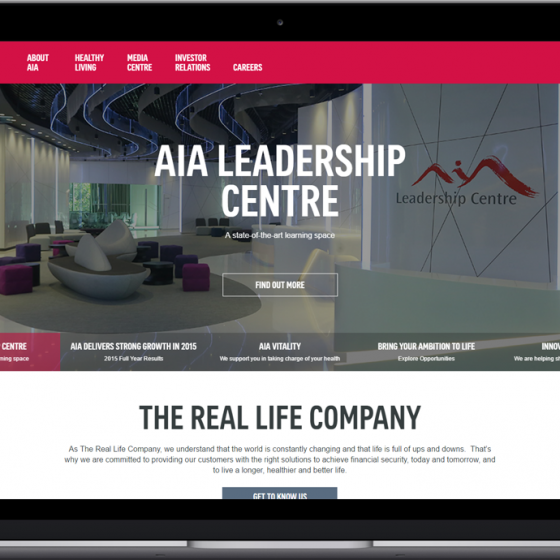 ABOUT
AIA
HEALTHY
LIVING
MEDIA
CENTRE
INVESTOR
RELATIONS
CAREERS
AIA LEADERSHIP
CENTRE
A state-of-the-art learning space
AIA
Leadership Centre
FIND OUT MORE
CENTRE
space
AIA DELIVERS STRONG GROWTH IN 2015
2015 Full Year Results
AIA VITALITY
We support you in taking charge of your health
BRING YOUR AMBITION TO LIFE
Explore Opportunities
We are helping
THE REAL LIFE COMPANY
As The Real Life Company, we understand that the world is constantly changing and that life is full of ups and downs. That's
why we are committed to providing our customers with the right solutions to achieve financial security, today and tomorrow, and
to live a longer, healthier and better life.
GET TO KNOW US